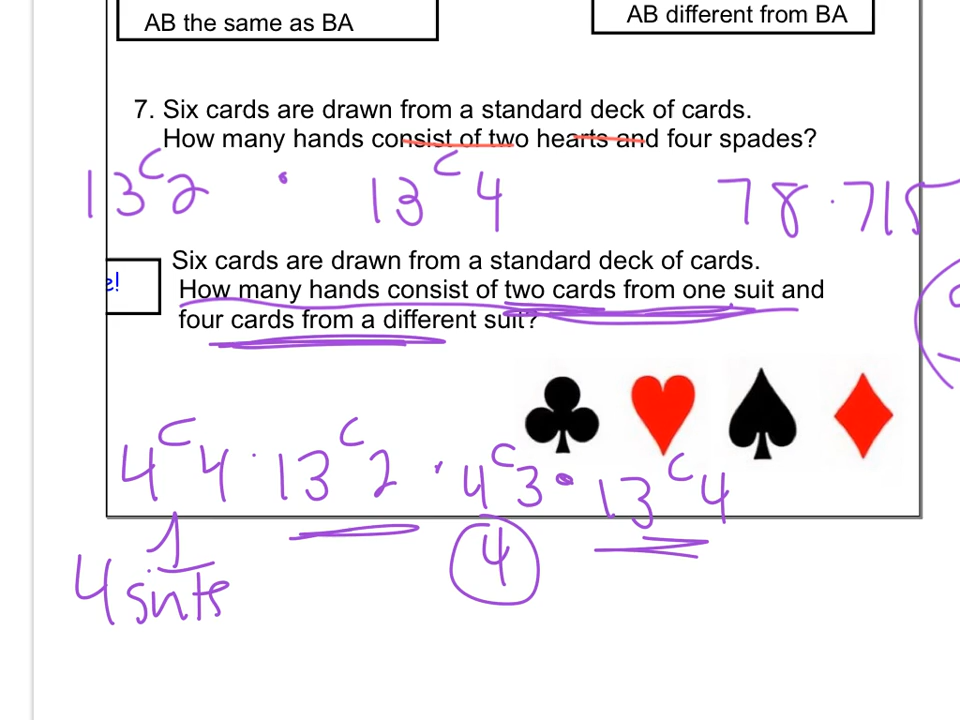 AB the same as BA
AB different from BA
7. Six cards are drawn from a standard deck of cards.
How many hands consist of two hearts and four spades?
13C2 · 13C4 78·715
Six cards are drawn from a standard deck of cards.
e!
How many hands consist of two cards from one suit and
four cards from a different suit?
4C4 · 13C2 · 4C3 · 13C4
1
4
4 suits